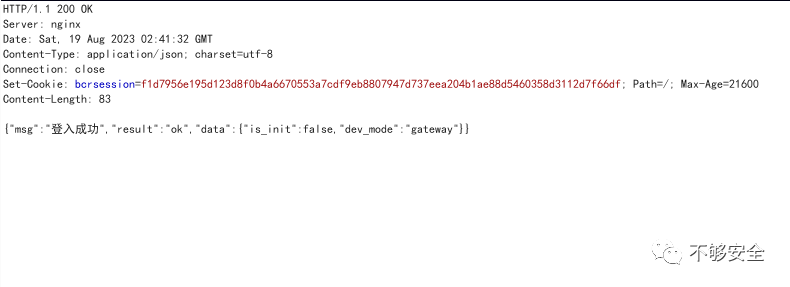 HTTP/1.1 200 OK
Server: nginx
Date: Sat, 19 Aug 2023 02:41:32 GMT
Content-Type: application/json; charset=utf-8
Connection: close
Set-Cookie: bcrsession=f1d7956e195d123d8f0b4a6670553a7cdf9eb8807947d737eea204b1ae88d5460358d3112d7f66df; Path=/; Max-Age=21600
Content-Length: 83
{"msg":"登入成功","result":"ok","data":{"is_init":false,"dev_mode":"gateway"}}
不够安全